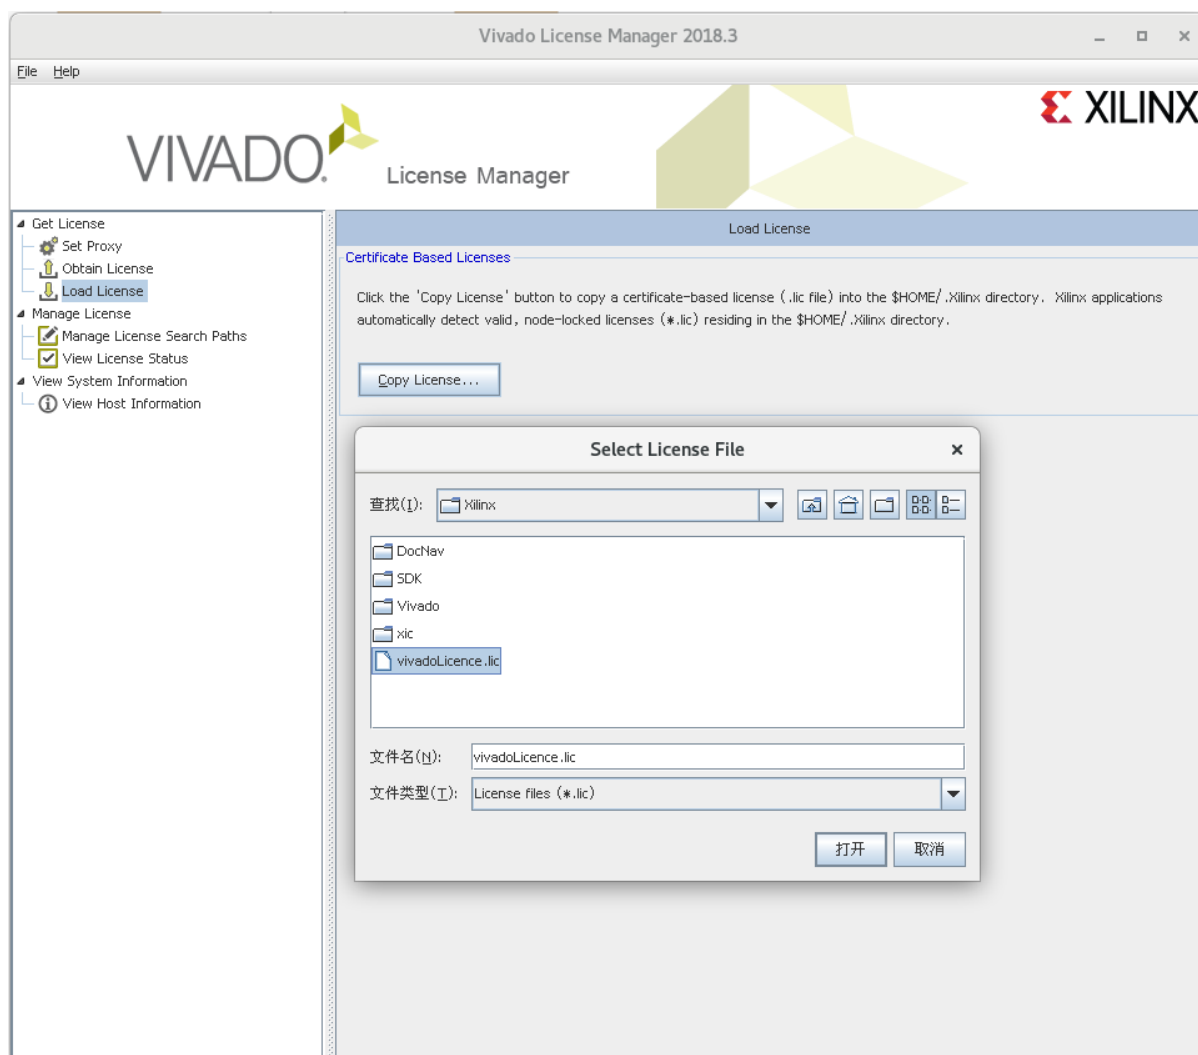 Vivado License Manager 2018.3
File Help
VIVADO. License Manager
XILINX
Get License
Set Proxy
Obtain License
Load License
Manage License
Manage License Search Paths
View License Status
View System Information
View Host Information
Load License
Certificate Based Licenses
Click the 'Copy License' button to copy a certificate-based license (.lic file) into the $HOME/.Xilinx directory. Xilinx applications
automatically detect valid, node-locked licenses (*.lic) residing in the $HOME/.Xilinx directory.
Copy License...
Select License File
查找(I): Xilinx
DocNav
SDK
Vivado
xic
vivadoLicence.lic
文件名(N): vivadoLicence.lic
文件类型(T): License files (*.lic)
打开 取消